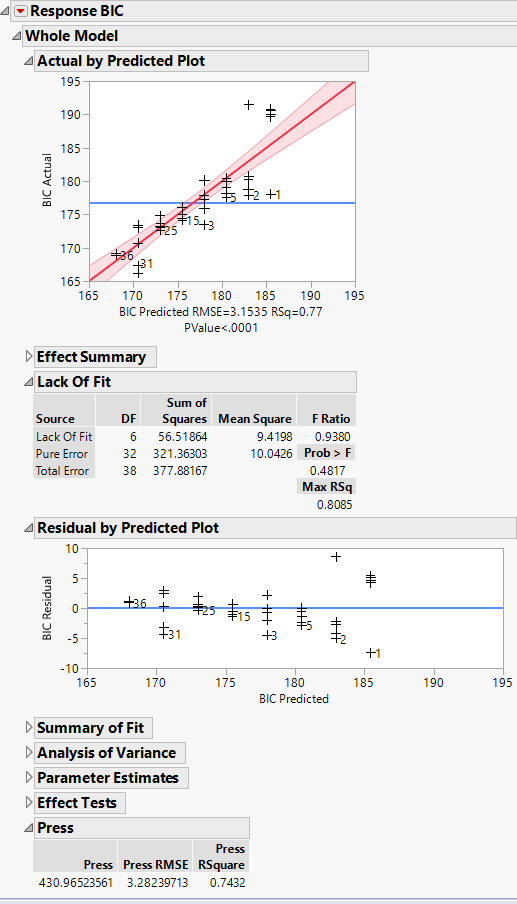 Response BIC
Whole Model
Actual by Predicted Plot
195
190
185
180
175
170
165
BIC Actual
36
31
25
15
3
5
2
1
165 170 175 180 185 190 195
BIC Predicted RMSE=3.1535 RSq=0.77
PValue<.0001
Effect Summary
Lack Of Fit
Sum of
Source DF Squares Mean Square F Ratio
Lack Of Fit 6 56.51864 9.4198 0.9380
Pure Error 32 321.36303 10.0426 Prob > F
Total Error 38 377.88167 0.4817
Max RSq
0.8085
Residual by Predicted Plot
10
5
0
-5
-10
BIC Residual
36
31
25
15
3
5
2
1
165 170 175 180 185 190 195
BIC Predicted
Summary of Fit
Analysis of Variance
Parameter Estimates
Effect Tests
Press
Press
Press Press RMSE RSquare
430.96523561 3.28239713 0.7432